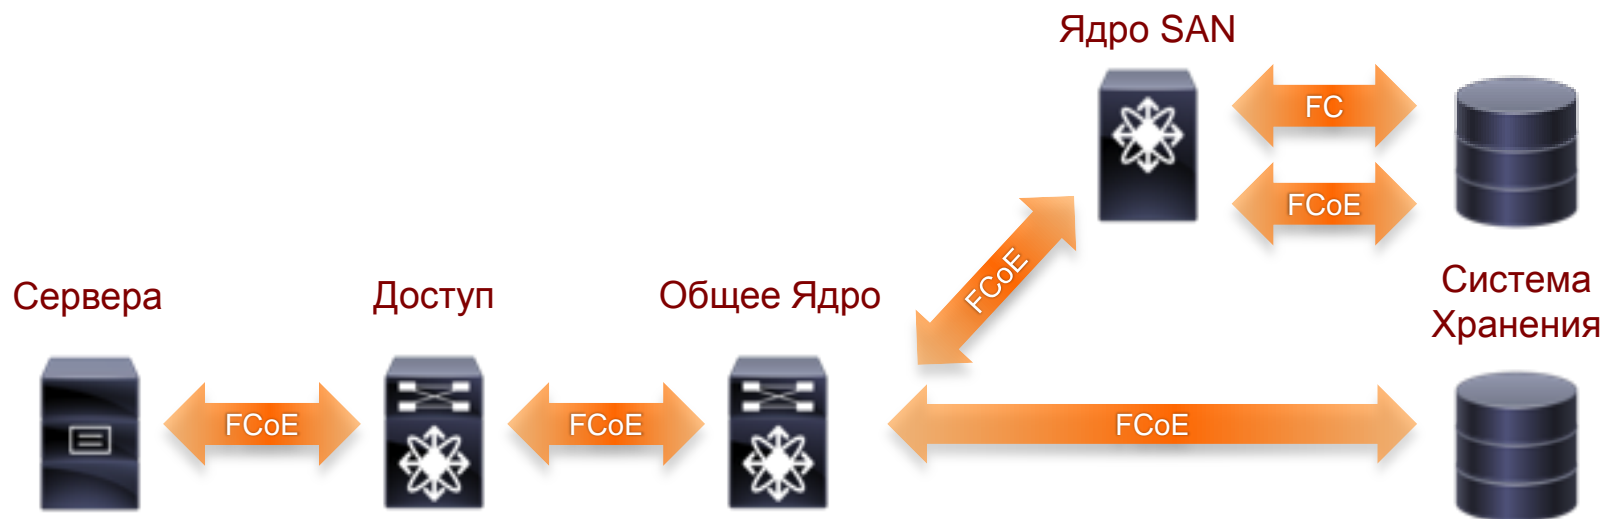 Ядро SAN
FC
FCoE
FCoE
Система
Хранения
Сервера
Доступ
Общее Ядро
FCoE
FCoE
FCoE